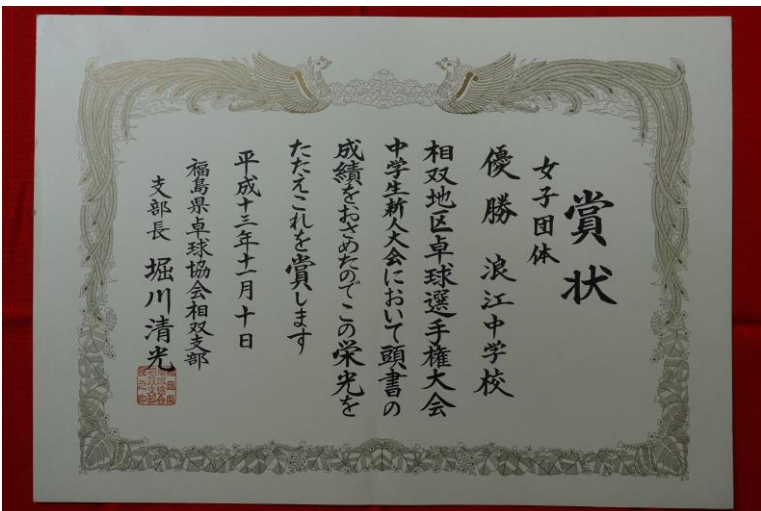 賞状
女子団体
優勝 浪江中学校
相双地区卓球選手権大会
中学生新人大会において頭書の
成績をおさめたのでこの栄光を
たたえこれを賞します
平成十三年十一月十日
福島県卓球協会相双支部
支部長 堀川清光